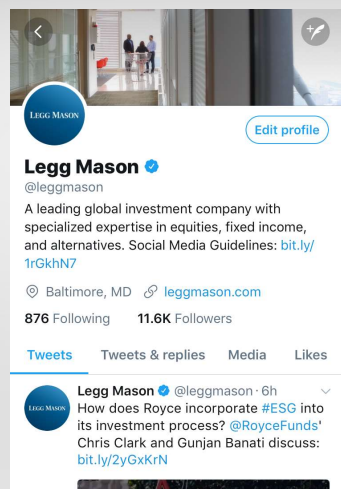 LEGG MASON
Edit profile
Legg Mason
@leggmason
A leading global investment company with
specialized expertise in equities, fixed income,
and alternatives. Social Media Guidelines: bit.ly/
1rGkhN7
Baltimore, MD leggmason.com
876 Following 11.6K Followers
Tweets Tweets & replies Media Likes
LEGG MASON
Legg Mason @leggmason · 6h
How does Royce incorporate #ESG into
its investment process? @RoyceFunds'
Chris Clark and Gunjan Banati discuss:
bit.ly/2yGxKrN